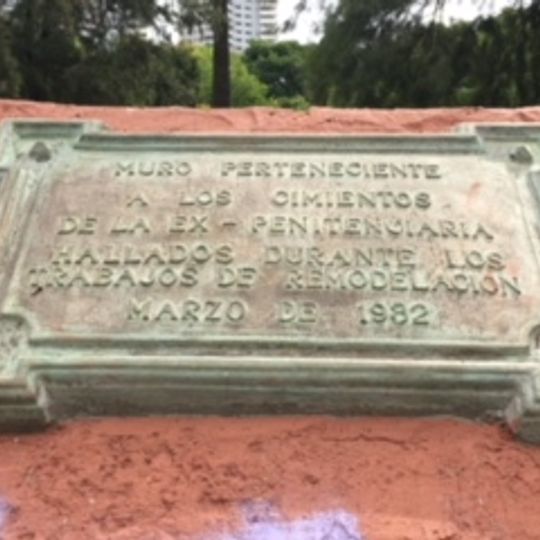 MURO PERTENECIENTE
A LOS CIMIENTOS
DE LA EX - PENITENCIARIA
HALLADOS DURANTE LOS
TRABAJOS DE REMODELACION
MARZO DE 1982